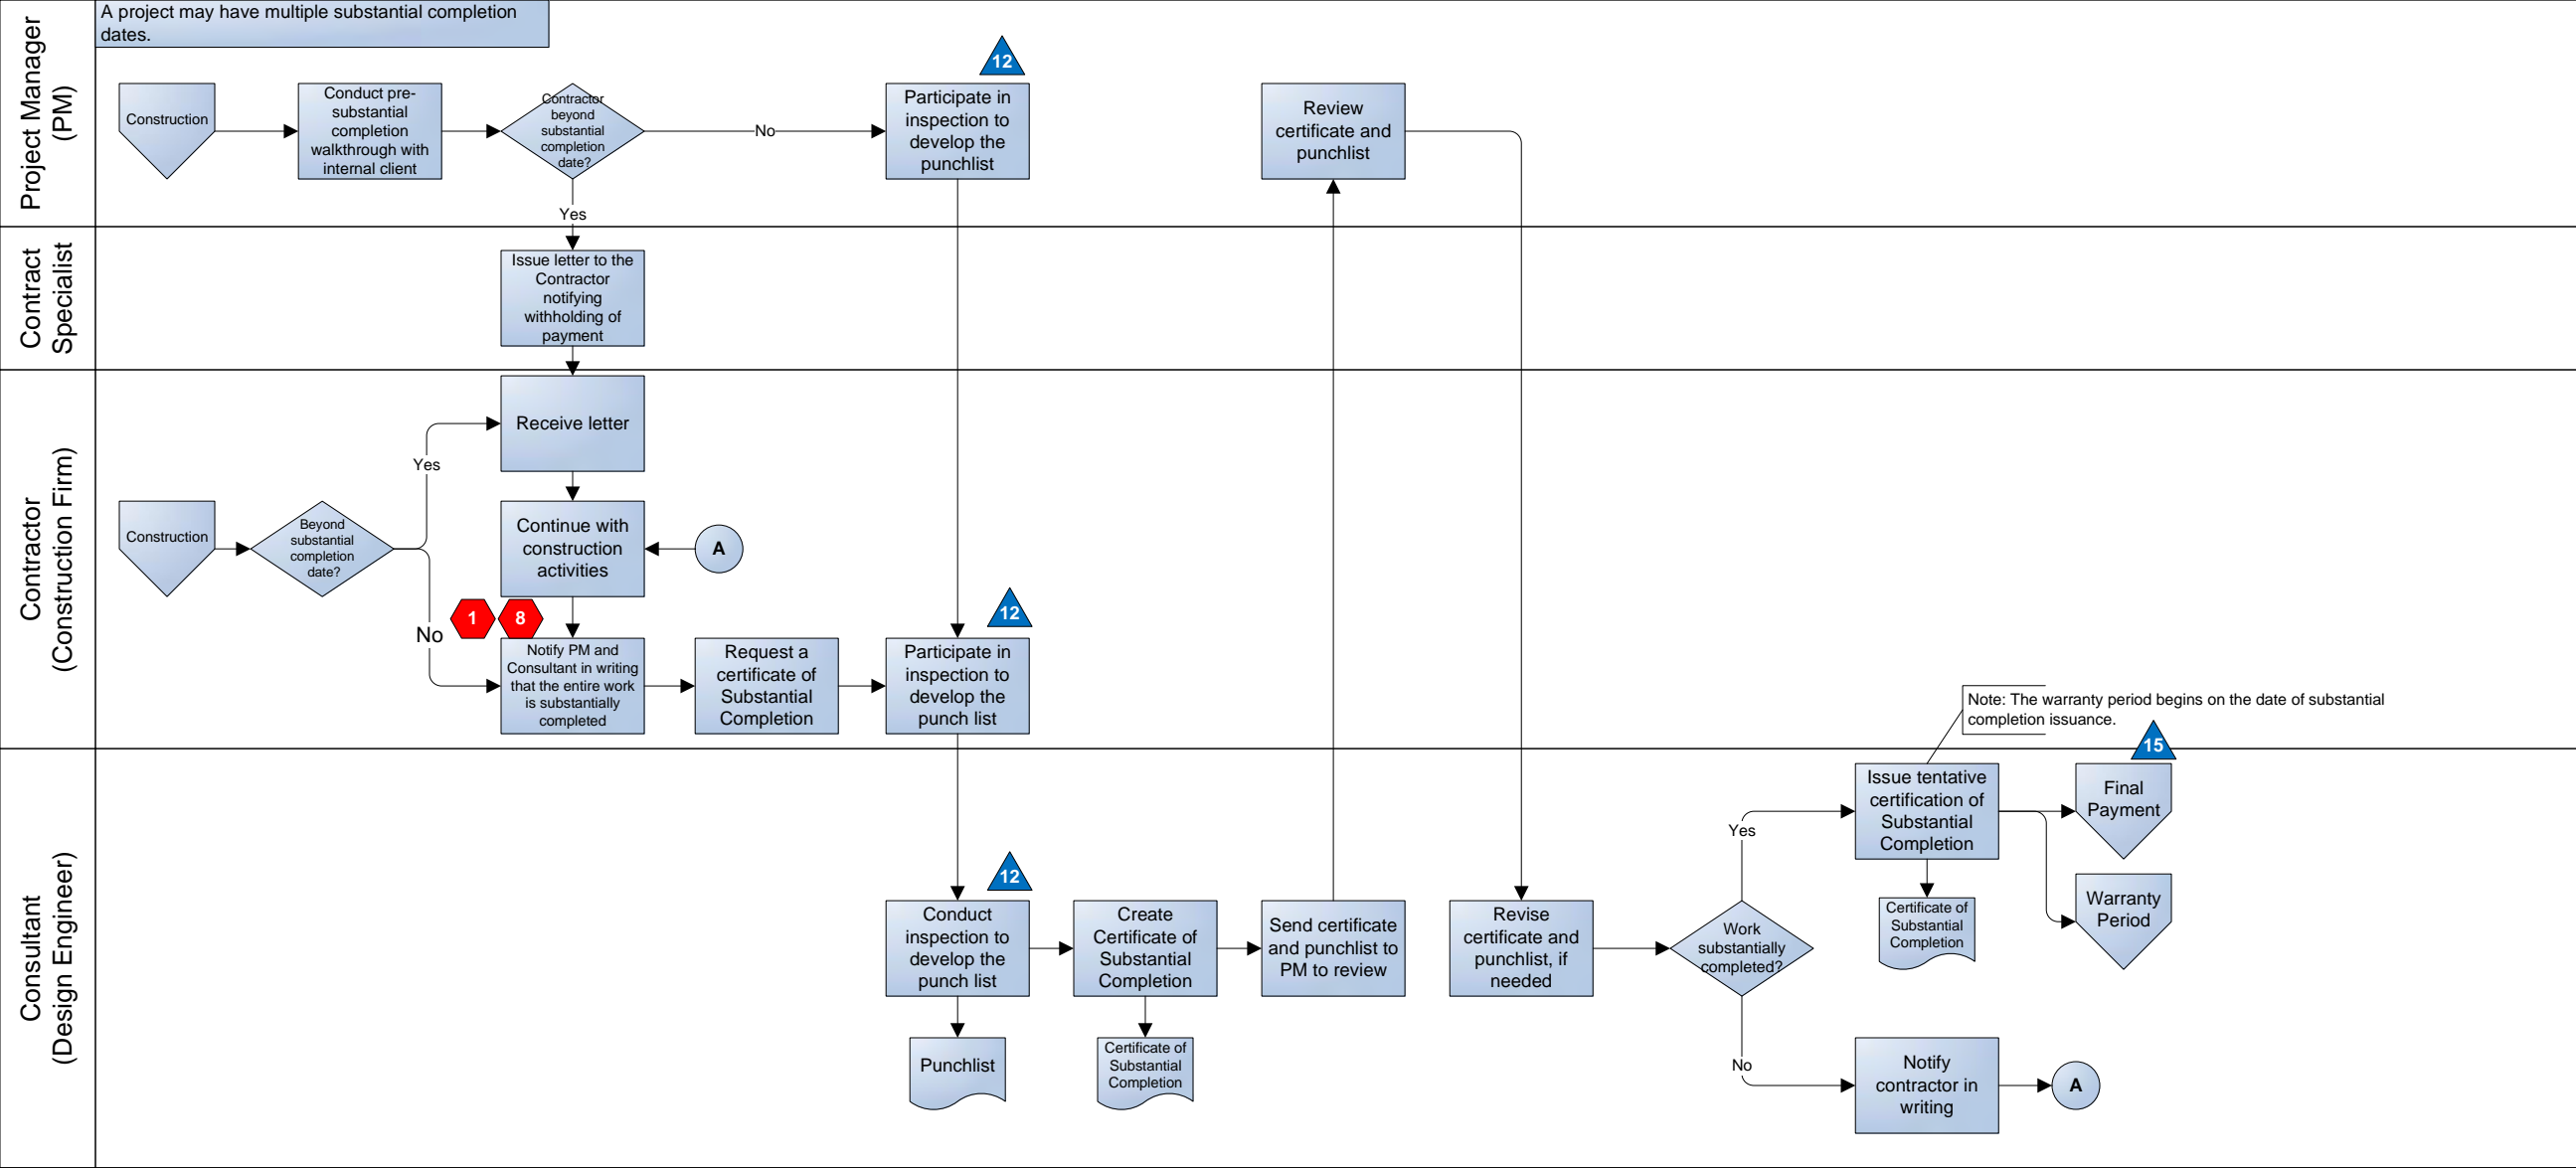 A project may have multiple substantial completion
dates.
Project Manager
(PM)
Construction
Conduct pre-
substantial
completion
walkthrough with
internal client
Contractor
beyond
substantial
completion
date?
No
Yes
12
Participate in
inspection to
develop the
punchlist
Review
certificate and
punchlist
Contract
Specialist
Issue letter to the
Contractor
notifying
withholding of
payment
Contractor
(Construction Firm)
Construction
Beyond
substantial
completion
date?
Yes
No
Receive letter
Continue with
construction
activities
A
1
8
Notify PM and
Consultant in writing
that the entire work
is substantially
completed
Request a
certificate of
Substantial
Completion
12
Participate in
inspection to
develop the
punch list
Note: The warranty period begins on the date of substantial
completion issuance.
Consultant
(Design Engineer)
12
Conduct
inspection to
develop the
punch list
Punchlist
Create
Certificate of
Substantial
Completion
Certificate of
Substantial
Completion
Send certificate
and punchlist to
PM to review
Revise
certificate and
punchlist, if
needed
Work
substantially
completed?
Yes
No
Issue tentative
certification of
Substantial
Completion
Certificate of
Substantial
Completion
15
Final
Payment
Warranty
Period
Notify
contractor in
writing
A